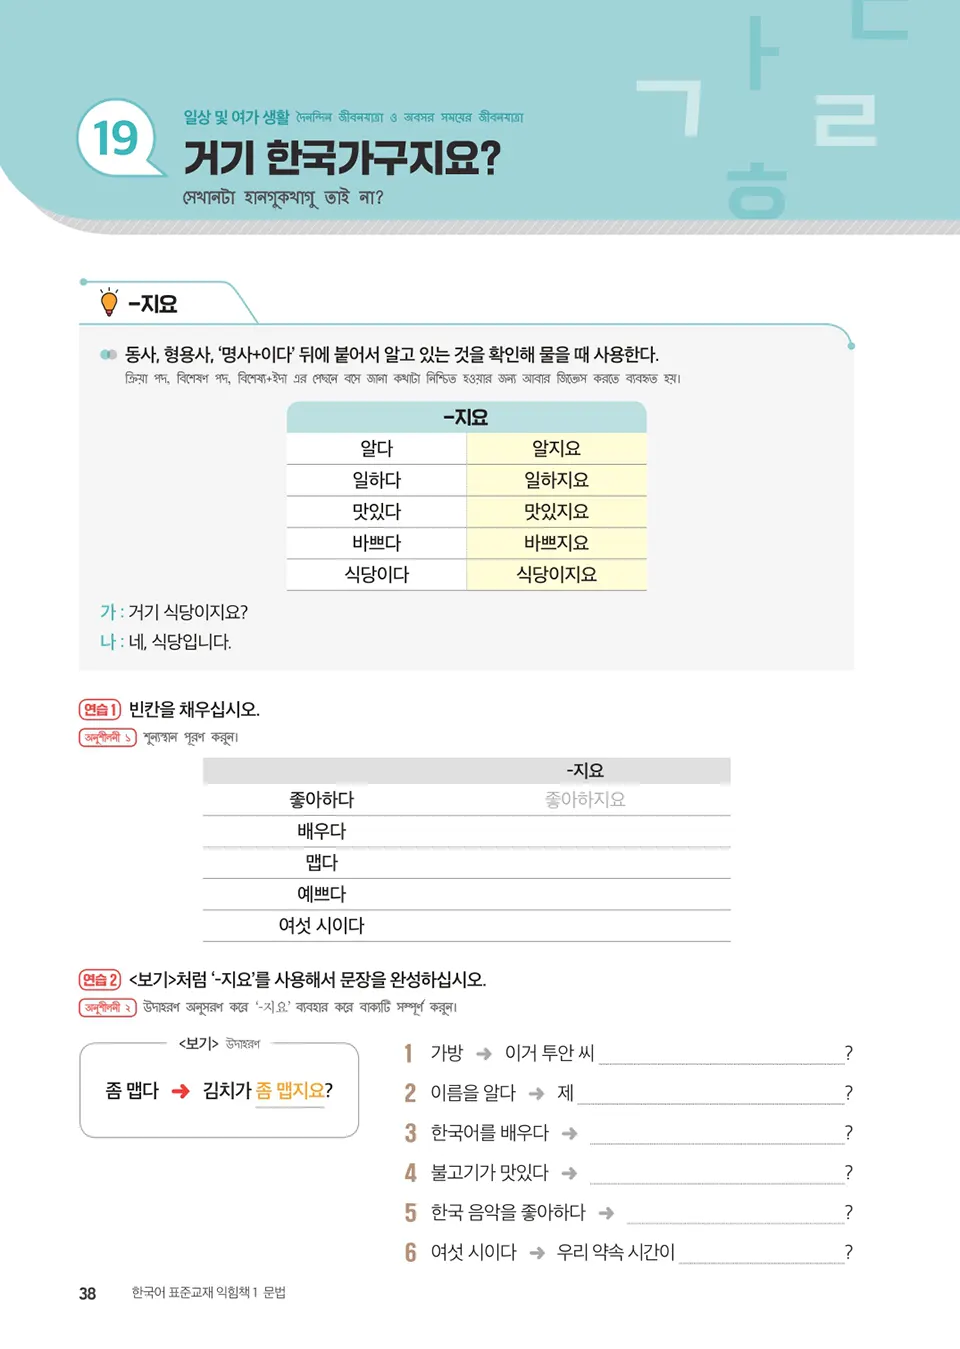 19
일상 및 여가 생활 দৈনন্দিন জীবনযাত্রা ও অবসর সময়ের জীবনযাত্রা
거기 한국가구지요?
সেখানটা হানগুকখাগু তাই না?
-지요
동사, 형용사, ‘명사+이다’ 뒤에 붙어서 알고 있는 것을 확인해 물을 때 사용한다.
ক্রিয়া পদ, বিশেষণ পদ, বিশেষ্য+ইদা এর পেছনে বসে জানা কথাটা নিশ্চিত হওয়ার জন্য আবার জিজ্ঞেস করতে ব্যবহৃত হয়।
-지요
알다 알지요
일하다 일하지요
맛있다 맛있지요
바쁘다 바쁘지요
식당이다 식당이지요
가 : 거기 식당이지요?
나 : 네, 식당입니다.
연습 1 빈칸을 채우십시오.
অনুশীলনী ১ শূন্যস্থান পূরণ করুন।
-지요
좋아하다 좋아하지요
배우다
맵다
예쁘다
여섯 시이다
연습 2 <보기>처럼 ‘-지요’를 사용해서 문장을 완성하십시오.
অনুশীলনী ২ উদাহরণ অনুসরণ করে ‘-지요’ ব্যবহার করে বাক্যটি সম্পূর্ণ করুন।
<보기> উদাহরণ
좀 맵다 ➜ 김치가 좀 맵지요?
1 가방 ➜ 이거 투안 씨 ?
2 이름을 알다 ➜ 제 ?
3 한국어를 배우다 ➜ ?
4 불고기가 맛있다 ➜ ?
5 한국 음악을 좋아하다 ➜ ?
6 여섯 시이다 ➜ 우리 약속 시간이 ?
38 한국어 표준교재 익힘책 1 문법